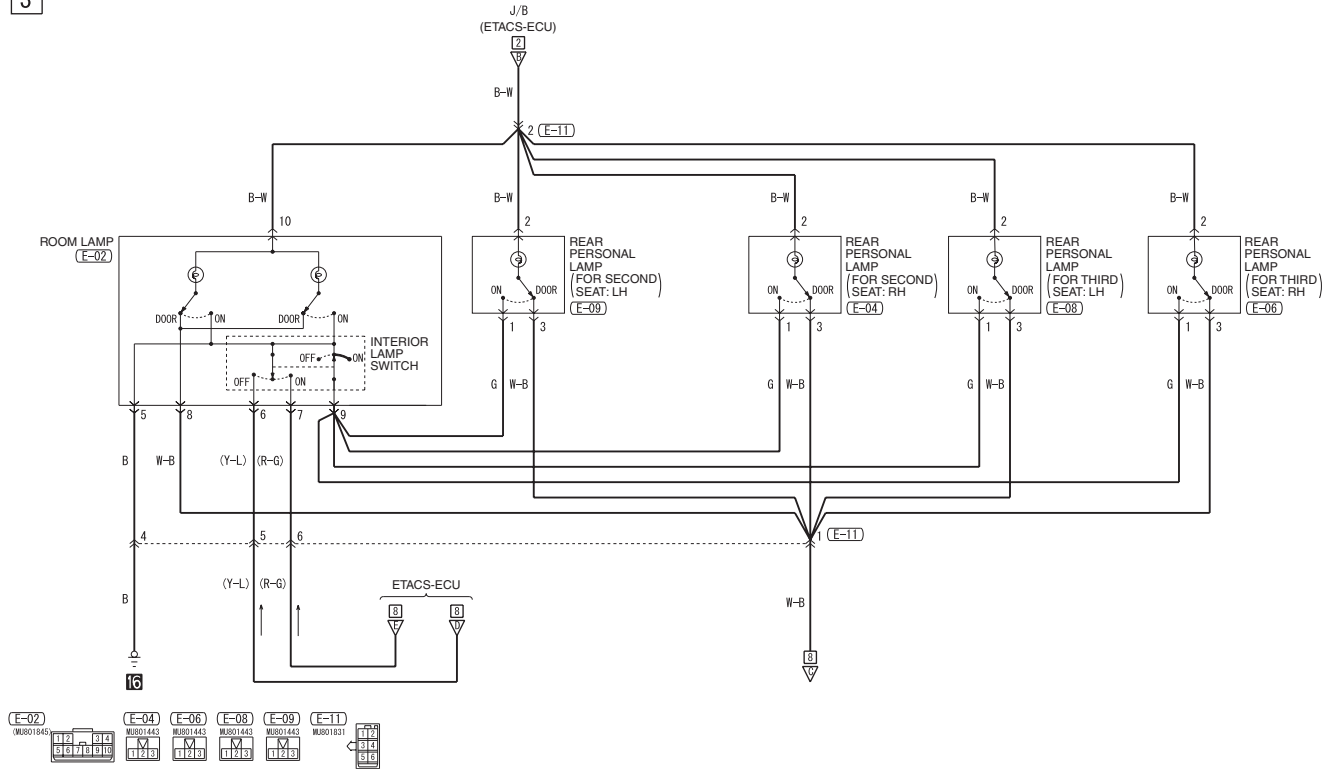 3
J/B
(ETACS-ECU)
2
B
B-W
2 (E-11)
B-W B-W B-W B-W B-W
10 2 2 2 2
ROOM LAMP
E-02
DOOR ON DOOR ON
OFF ON
OFF ON
INTERIOR
LAMP
SWITCH
ON DOOR
REAR
PERSONAL
LAMP
(FOR SECOND)
(SEAT: LH)
E-09
ON DOOR
REAR
PERSONAL
LAMP
(FOR SECOND)
(SEAT: RH)
E-04
ON DOOR
REAR
PERSONAL
LAMP
(FOR THIRD)
(SEAT: LH)
E-08
ON DOOR
REAR
PERSONAL
LAMP
(FOR THIRD)
(SEAT: RH)
E-06
1 3 1 3 1 3 1 3
G W-B G W-B G W-B G W-B
5 8 6 7 9
B W-B (Y-L) (R-G)
4 5 6 1 E-11
B (Y-L) (R-G)
ETACS-ECU
8 8
E D
W-B
8
C
16
E-02
(MU801845)
1 2 3 4
5 6 7 8 9 10
E-04
MU801443
1 2 3
E-06
MU801443
1 2 3
E-08
MU801443
1 2 3
E-09
MU801443
1 2 3
E-11
MU801831
1 2
3 4
5 6